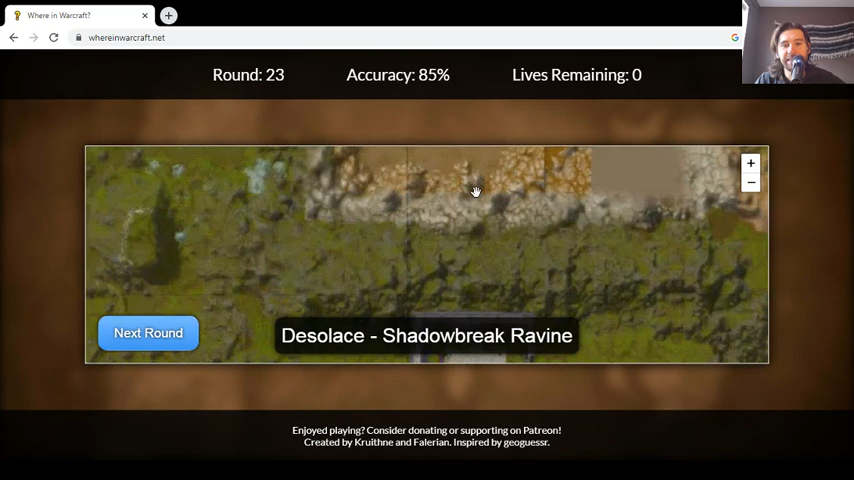 Where in Warcraft?
whereinwarcraft.net
Round: 23
Accuracy: 85%
Lives Remaining: 0
Next Round
Desolace - Shadowbreak Ravine
Enjoyed playing? Consider donating or supporting on Patreon!
Created by Kruithne and Falerian. Inspired by geoguessr.